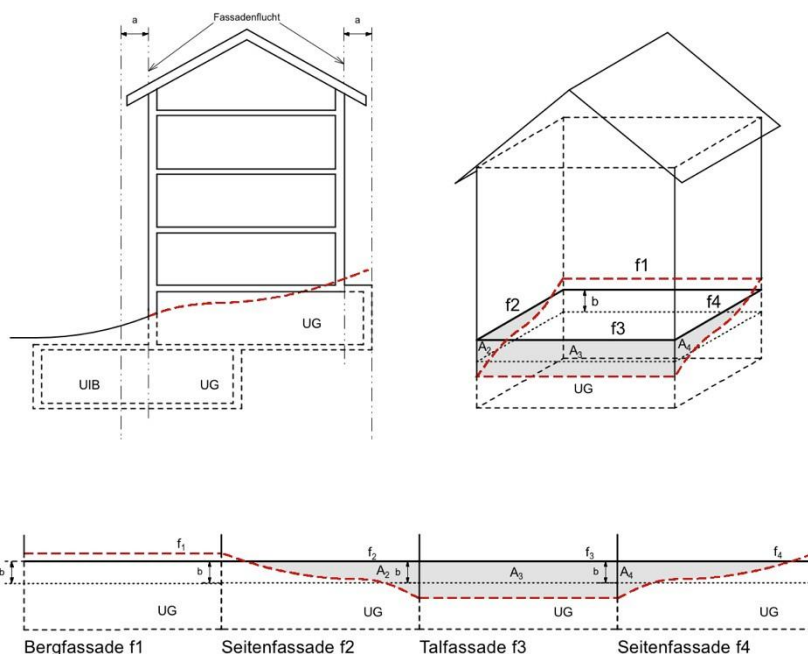 a
Fassadenflucht
a
UG
UIB
UG
f1
f2
f4
b
f3
A2
A3
A4
UG
f1
f2
f3
f4
b
b
A2
b
A3
b
A4
UG
UG
UG
UG
Bergfassade f1
Seitenfassade f2
Talfassade f3
Seitenfassade f4